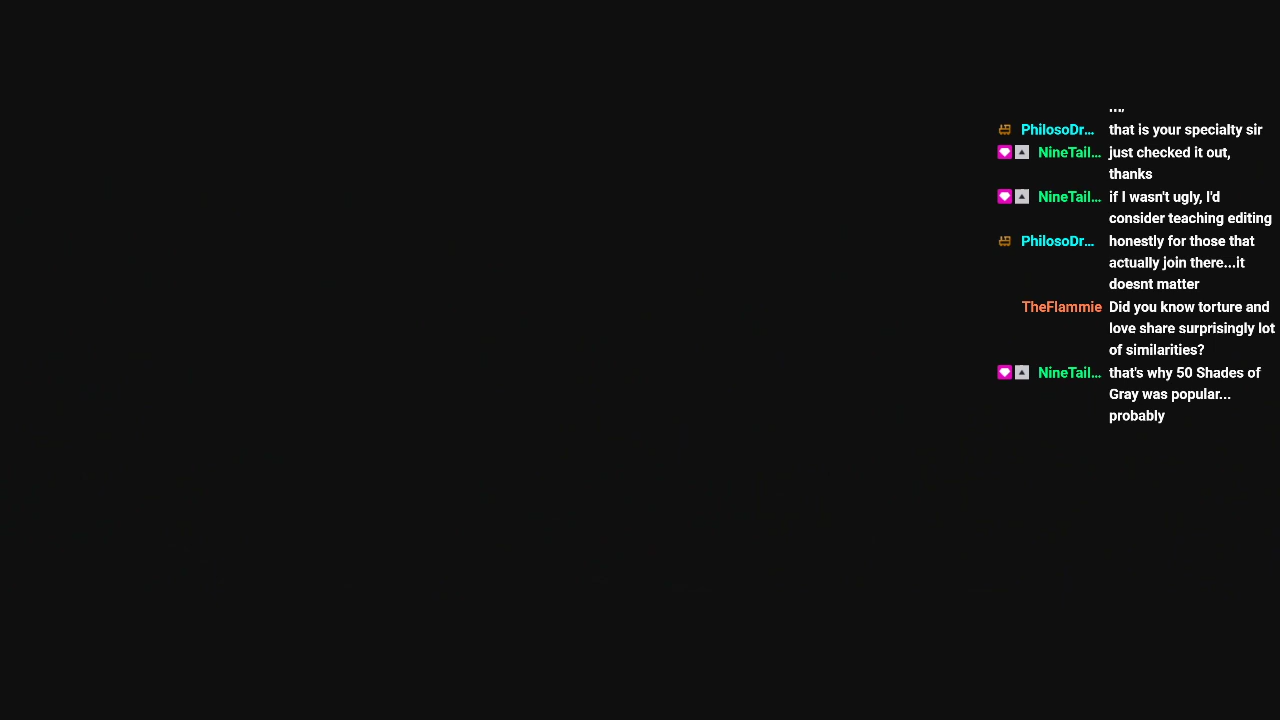 PhilosoDr... that is your specialty sir
NineTail... just checked it out,
thanks
NineTail... if I wasn't ugly, I'd
consider teaching editing
PhilosoDr... honestly for those that
actually join there...it
doesnt matter
TheFlammie Did you know torture and
love share surprisingly lot
of similarities?
NineTail... that's why 50 Shades of
Gray was popular...
probably